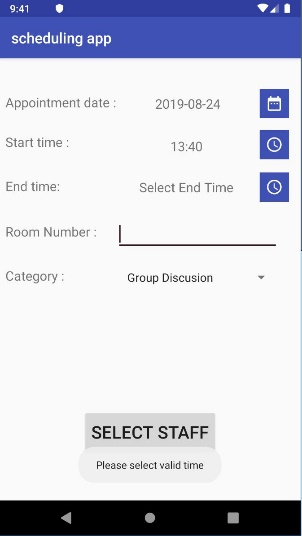 9:41
scheduling app
Appointment date : 2019-08-24
Start time : 13:40
End time: Select End Time
Room Number :
Category : Group Discusion
SELECT STAFF
Please select valid time